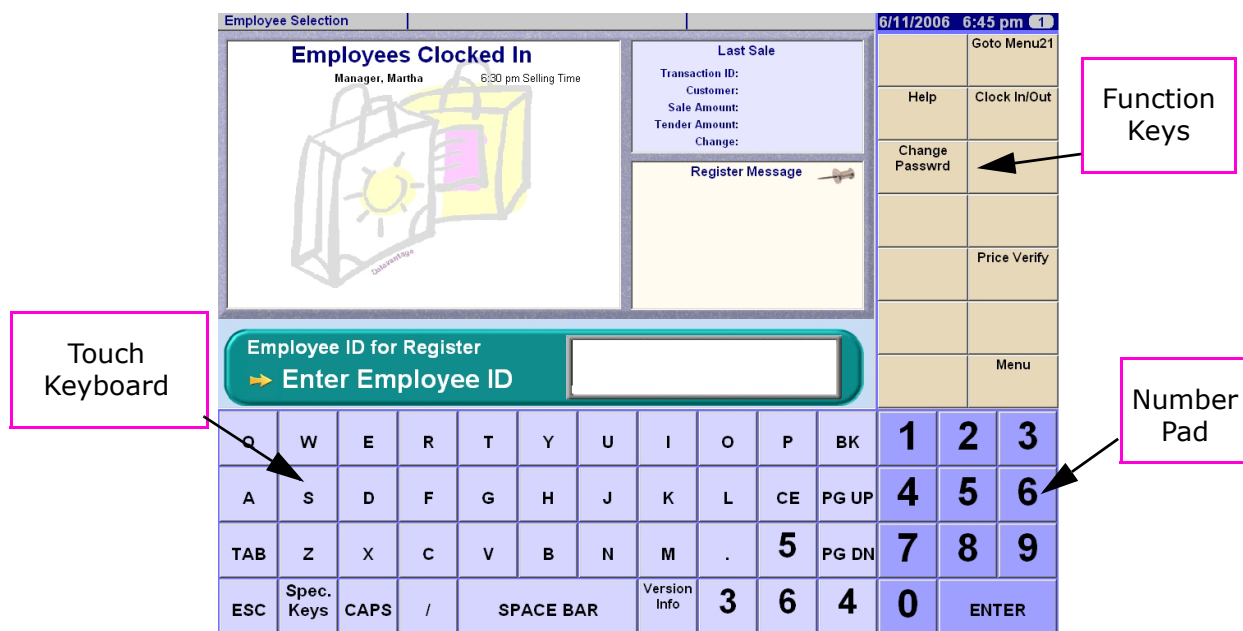 Employee Selection
6/11/2006 6:45 pm 1
Employees Clocked In
Manager, Martha 6:30 pm Selling Time
Datavantage
Last Sale
Transaction ID:
Customer:
Sale Amount:
Tender Amount:
Change:
Register Message
Goto Menu21
Help Clock In/Out
Change
Passwrd
Price Verify
Menu
Function
Keys
Touch
Keyboard
Number
Pad
Employee ID for Register
Enter Employee ID
Q W E R T Y U I O P BK 1 2 3
A S D F G H J K L CE PG UP 4 5 6
TAB Z X C V B N M . 5 PG DN 7 8 9
ESC Spec. Keys CAPS / SPACE BAR Version Info 3 6 4 0 ENTER